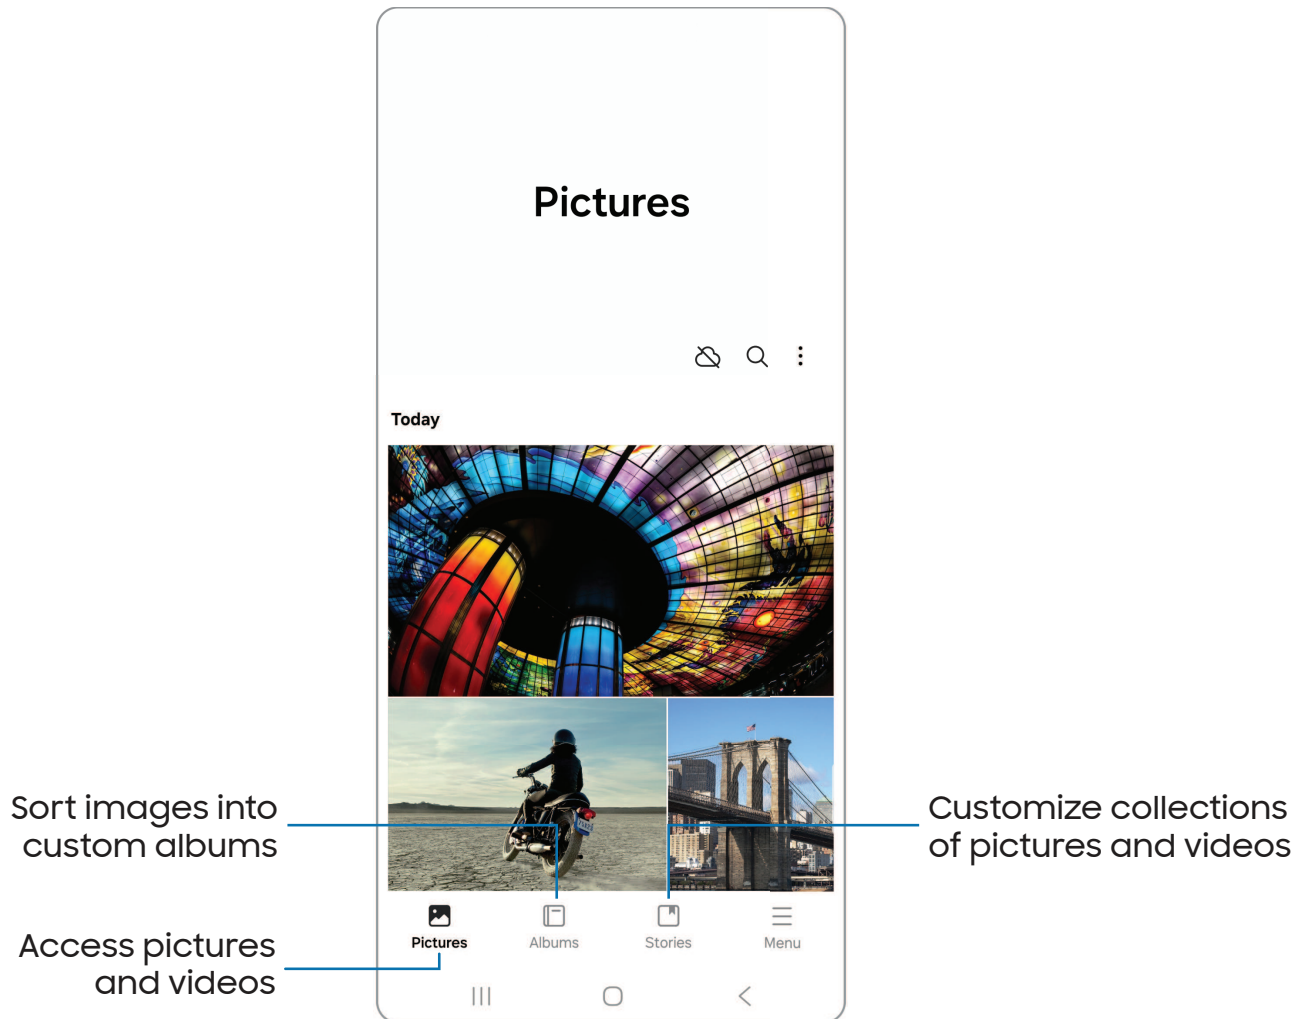 Pictures
Today
Sort images into
custom albums
Customize collections
of pictures and videos
Pictures
Albums
Stories
Menu
Access pictures
and videos